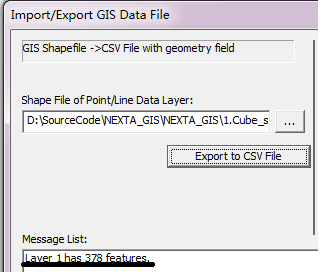 Import/Export GIS Data File
GIS Shapefile ->CSV File with geometry field
Shape File of Point/Line Data Layer:
D:\SourceCode\NEXTA_GIS\NEXTA_GIS\1.Cube_s
...
Export to CSV File
Message List:
Layer 1 has 378 features.